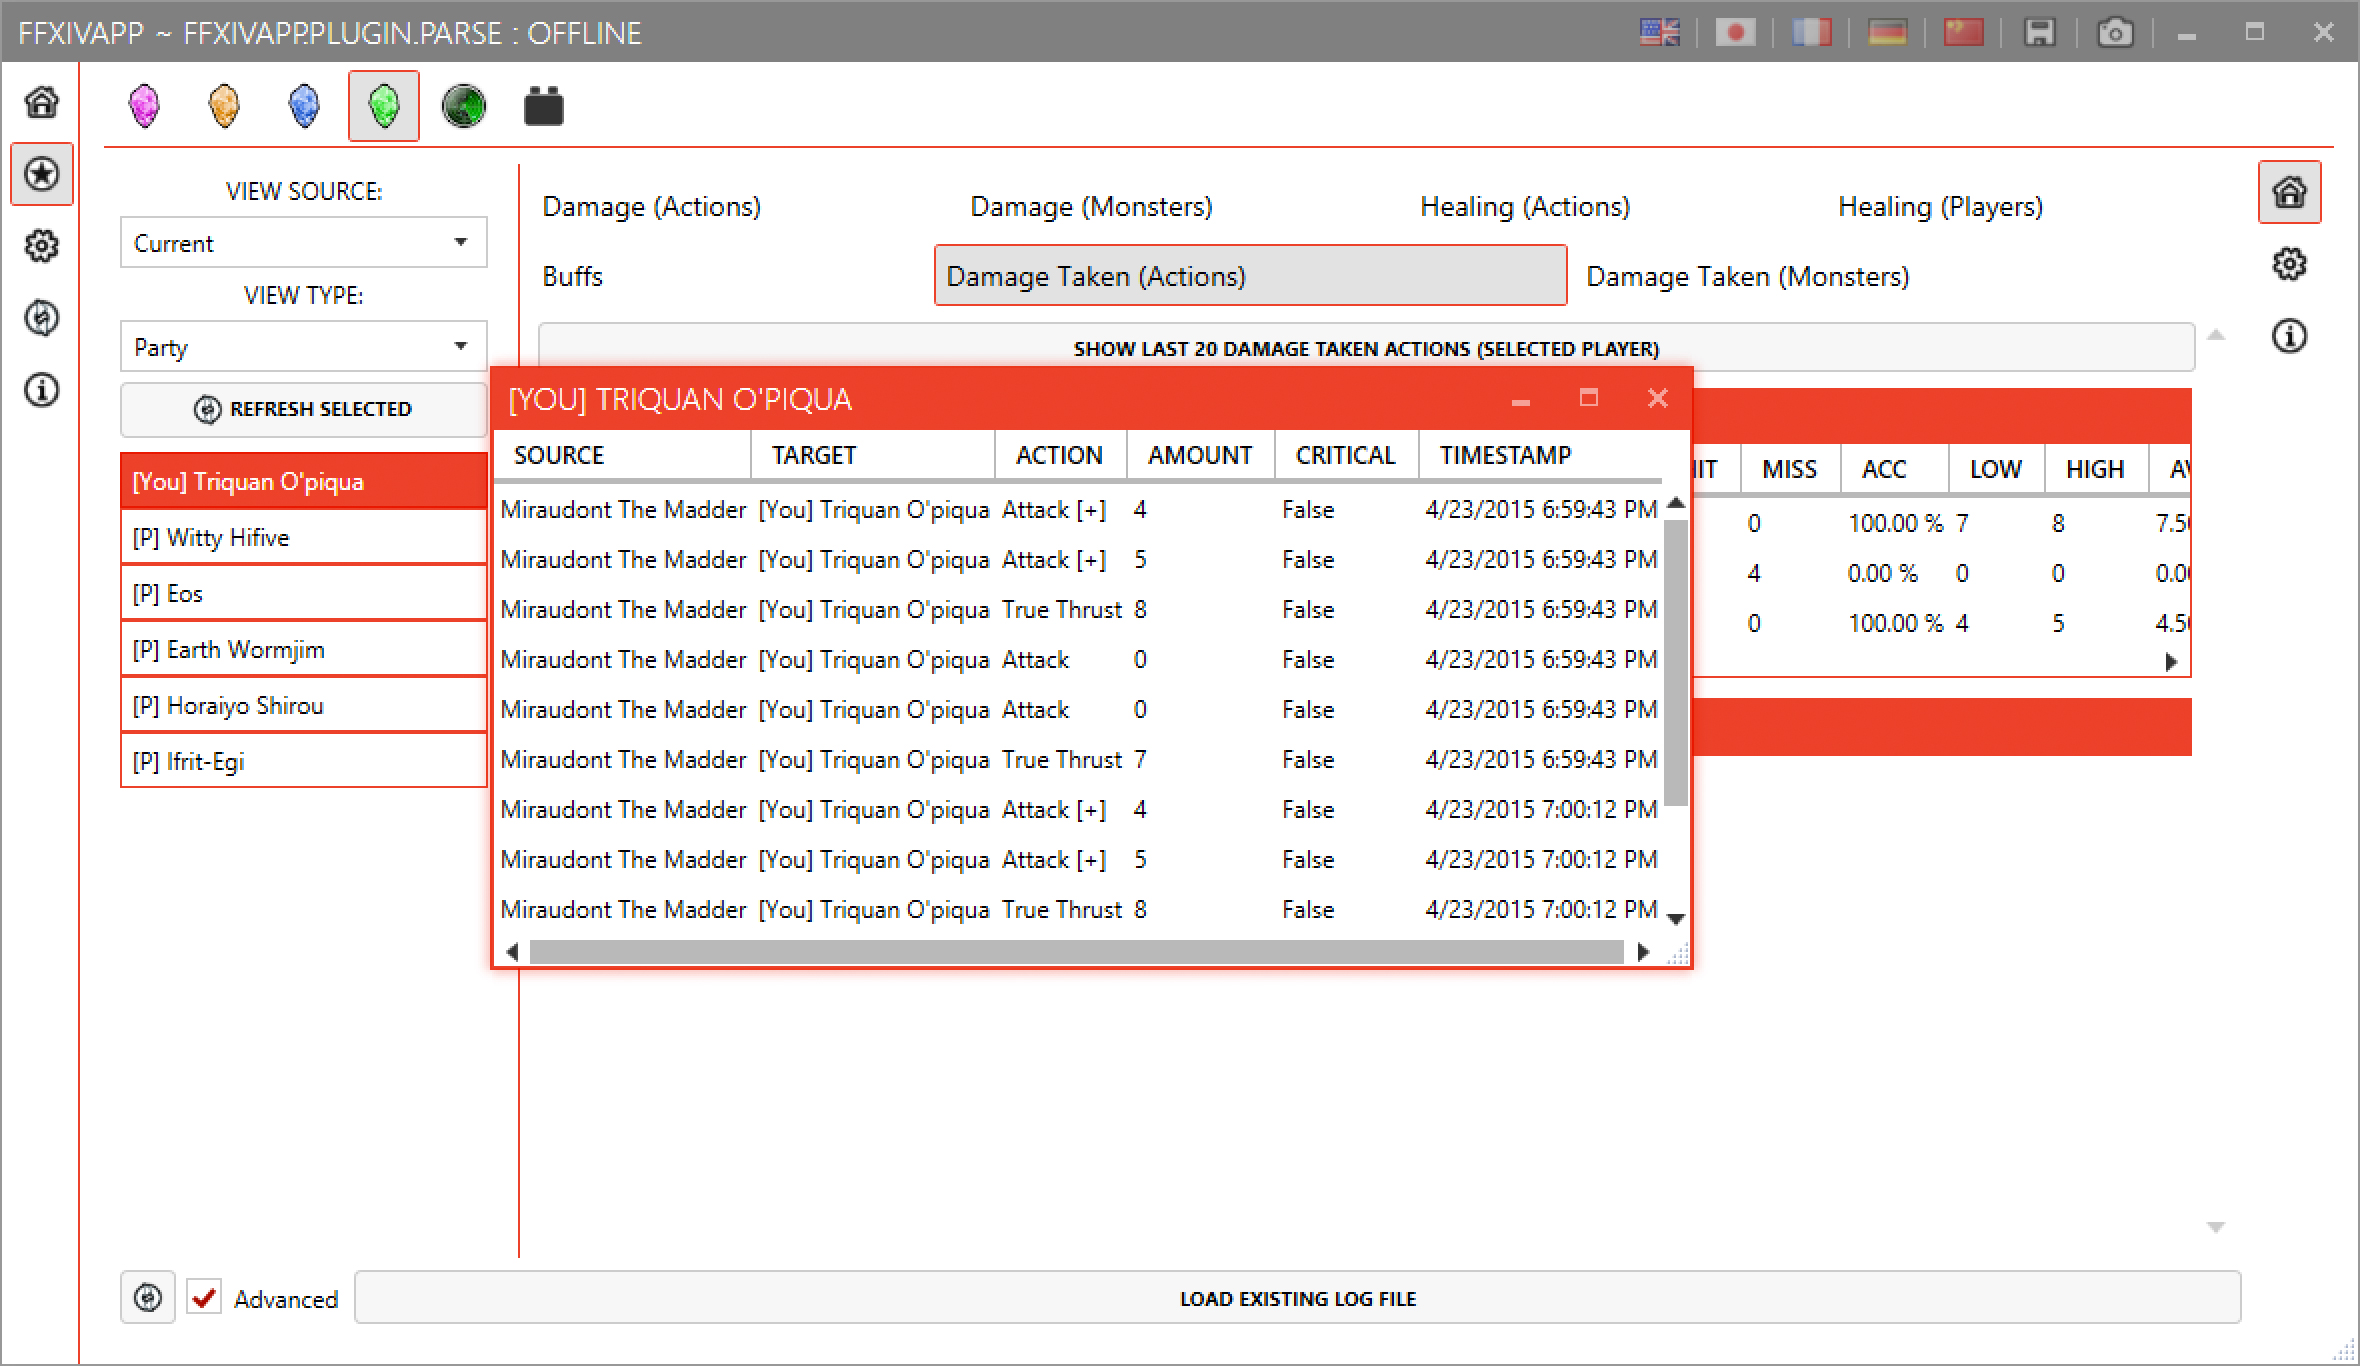 FFXIVAPP ~ FFXIVAPP.PLUGIN.PARSE : OFFLINE
VIEW SOURCE:
Current
VIEW TYPE:
Party
REFRESH SELECTED
[You] Triquan O'piqua
[P] Witty Hifive
[P] Eos
[P] Earth Wormjim
[P] Horaiyo Shirou
[P] Ifrit-Egi
Damage (Actions) Damage (Monsters) Healing (Actions) Healing (Players)
Buffs Damage Taken (Actions) Damage Taken (Monsters)
SHOW LAST 20 DAMAGE TAKEN ACTIONS (SELECTED PLAYER)
[YOU] TRIQUAN O'PIQUA
SOURCE TARGET ACTION AMOUNT CRITICAL TIMESTAMP
Miraudont The Madder [You] Triquan O'piqua Attack [+] 4 False 4/23/2015 6:59:43 PM
Miraudont The Madder [You] Triquan O'piqua Attack [+] 5 False 4/23/2015 6:59:43 PM
Miraudont The Madder [You] Triquan O'piqua True Thrust 8 False 4/23/2015 6:59:43 PM
Miraudont The Madder [You] Triquan O'piqua Attack 0 False 4/23/2015 6:59:43 PM
Miraudont The Madder [You] Triquan O'piqua Attack 0 False 4/23/2015 6:59:43 PM
Miraudont The Madder [You] Triquan O'piqua True Thrust 7 False 4/23/2015 6:59:43 PM
Miraudont The Madder [You] Triquan O'piqua Attack [+] 4 False 4/23/2015 7:00:12 PM
Miraudont The Madder [You] Triquan O'piqua Attack [+] 5 False 4/23/2015 7:00:12 PM
Miraudont The Madder [You] Triquan O'piqua True Thrust 8 False 4/23/2015 7:00:12 PM
MISS ACC LOW HIGH
0 100.00 % 7 8
4 0.00 % 0 0
0 100.00 % 4 5
Advanced
LOAD EXISTING LOG FILE